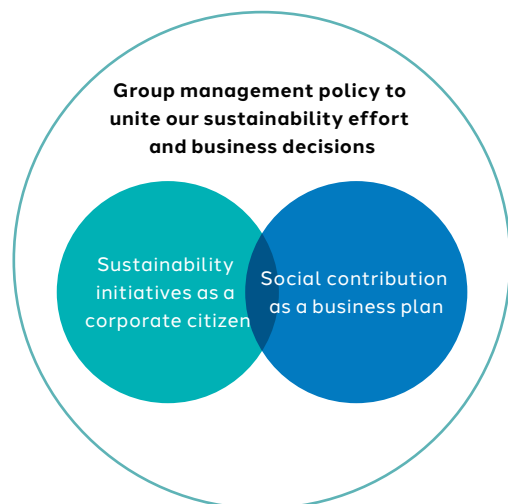 Group management policy to
unite our sustainability effort
and business decisions
Sustainability
initiatives as a
corporate citizen
Social contribution
as a business plan